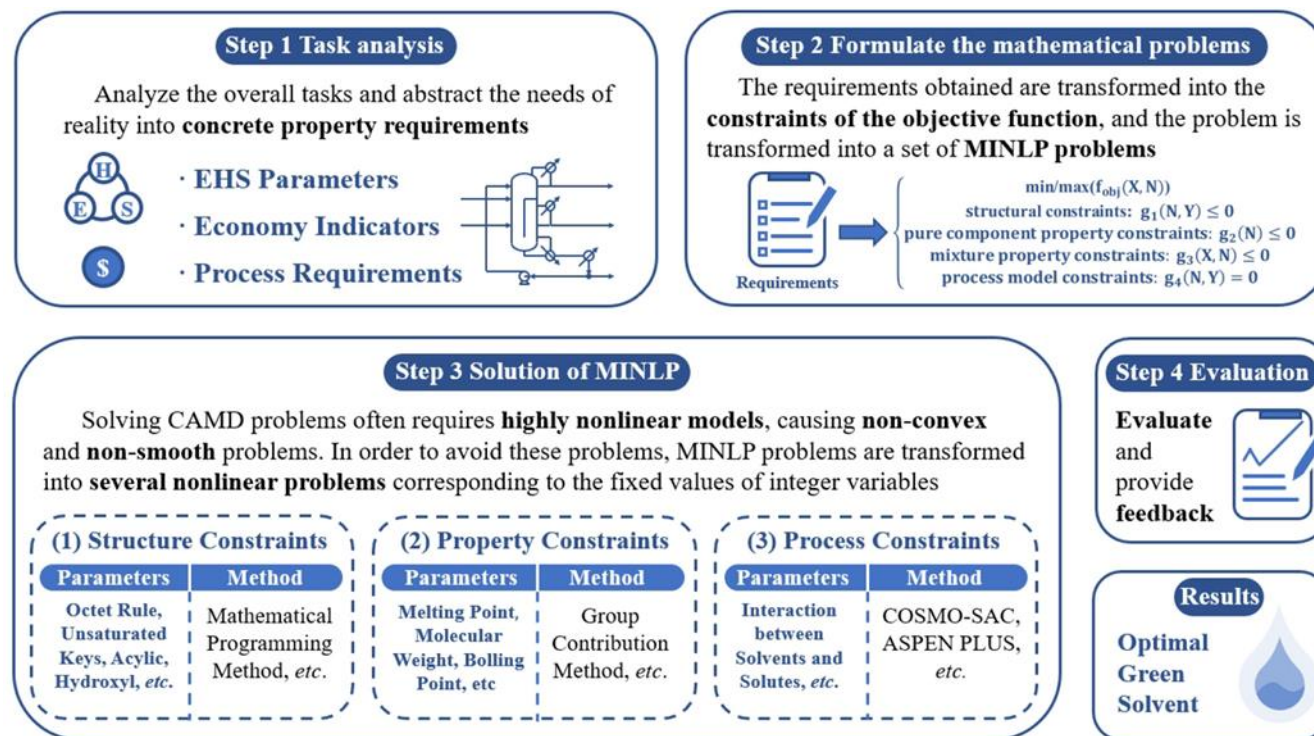 Step 1 Task analysis
Analyze the overall tasks and abstract the needs of
reality into concrete property requirements
H
E
S
$
· EHS Parameters
· Economy Indicators
· Process Requirements
Step 2 Formulate the mathematical problems
The requirements obtained are transformed into the
constraints of the objective function, and the problem is
transformed into a set of MINLP problems
Requirements
min/max(f_obj(X, N))
structural constraints: g₁(N, Y) ≤ 0
pure component property constraints: g₂(N) ≤ 0
mixture property constraints: g₃(X, N) ≤ 0
process model constraints: g₄(N, Y) = 0
Step 3 Solution of MINLP
Solving CAMD problems often requires highly nonlinear models, causing non-convex
and non-smooth problems. In order to avoid these problems, MINLP problems are transformed
into several nonlinear problems corresponding to the fixed values of integer variables
(1) Structure Constraints
Parameters
Method
Octet Rule,
Unsaturated
Keys, Acylic,
Hydroxyl, etc.
Mathematical
Programming
Method, etc.
(2) Property Constraints
Parameters
Method
Melting Point,
Molecular
Weight, Bolling
Point, etc
Group
Contribution
Method, etc.
(3) Process Constraints
Parameters
Method
Interaction
between
Solvents and
Solutes, etc.
COSMO-SAC,
ASPEN PLUS,
etc.
Step 4 Evaluation
Evaluate
and
provide
feedback
Results
Optimal
Green
Solvent